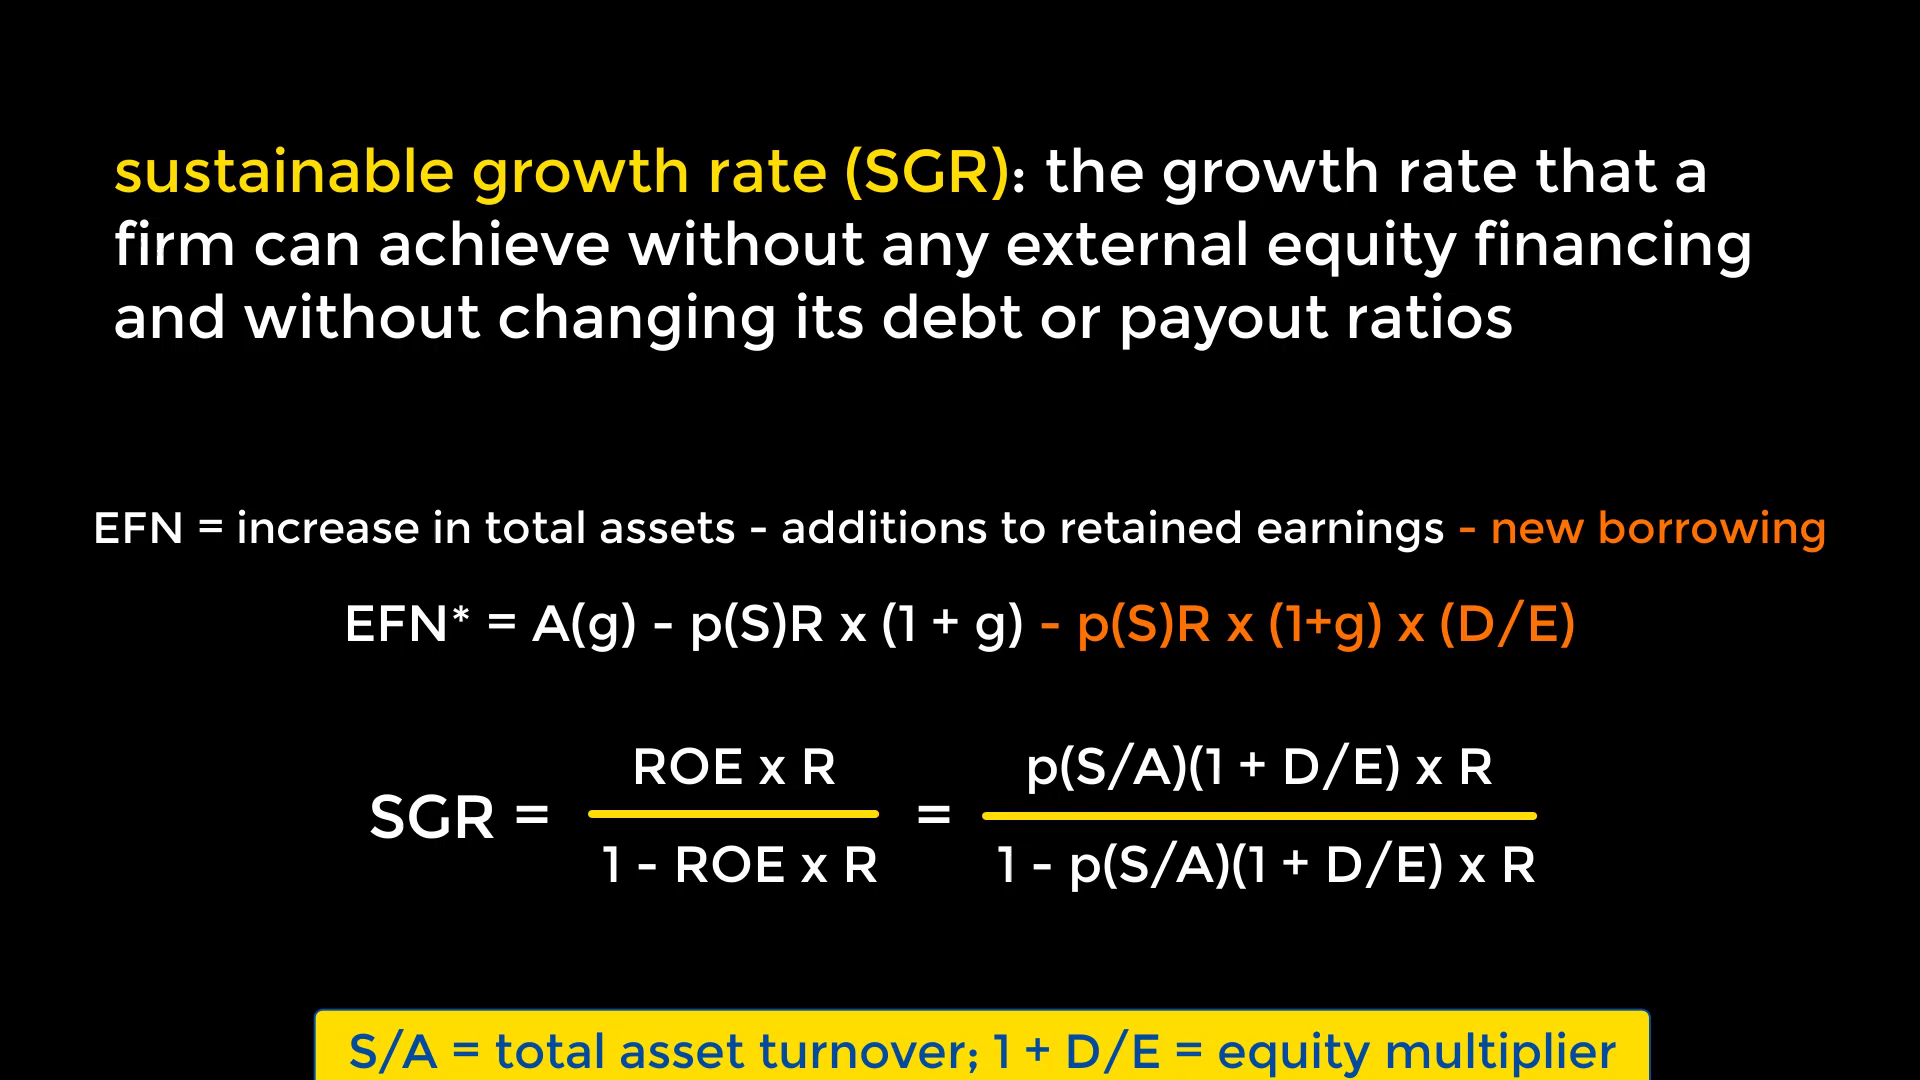 sustainable growth rate (SGR): the growth rate that a
firm can achieve without any external equity financing
and without changing its debt or payout ratios
EFN = increase in total assets - additions to retained earnings - new borrowing
EFN* = A(g) - p(S)R x (1 + g) - p(S)R x (1+g) x (D/E)
ROE x R
SGR =
1 - ROE x R
=
p(S/A)(1 + D/E) x R
1 - p(S/A)(1 + D/E) x R
S/A = total asset turnover; 1 + D/E = equity multiplier